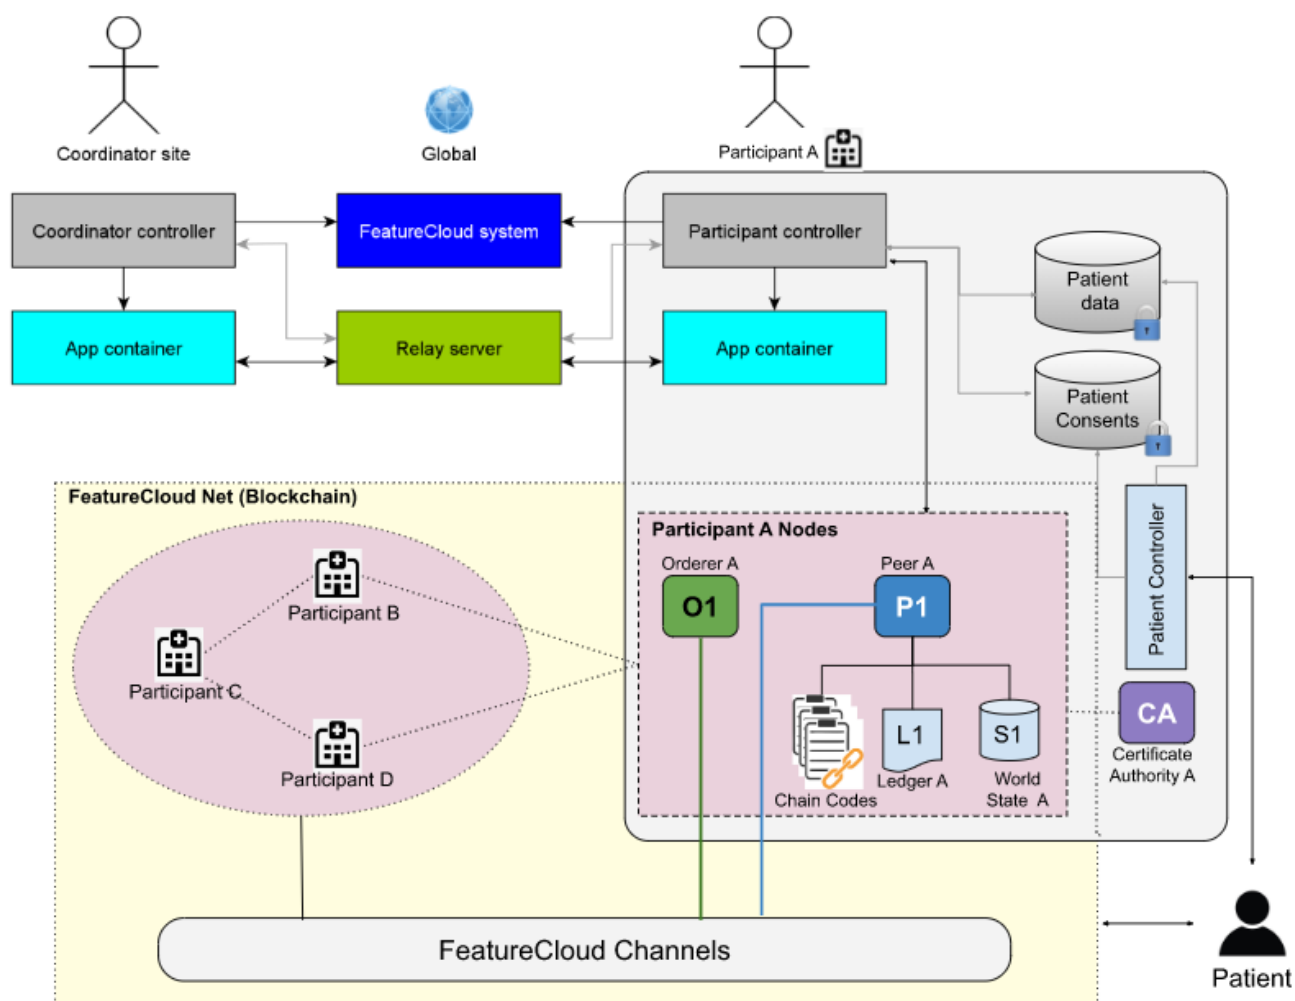 Coordinator site
Global
Participant A
Coordinator controller
FeatureCloud system
Participant controller
Patient
data
App container
Relay server
App container
Patient
Consents
FeatureCloud Net (Blockchain)
Participant A Nodes
Orderer A
Peer A
O1
P1
Patient Controller
Participant B
Participant C
Participant D
L1
S1
CA
Certificate
Authority A
Chain Codes
Ledger A
World
State A
FeatureCloud Channels
Patient